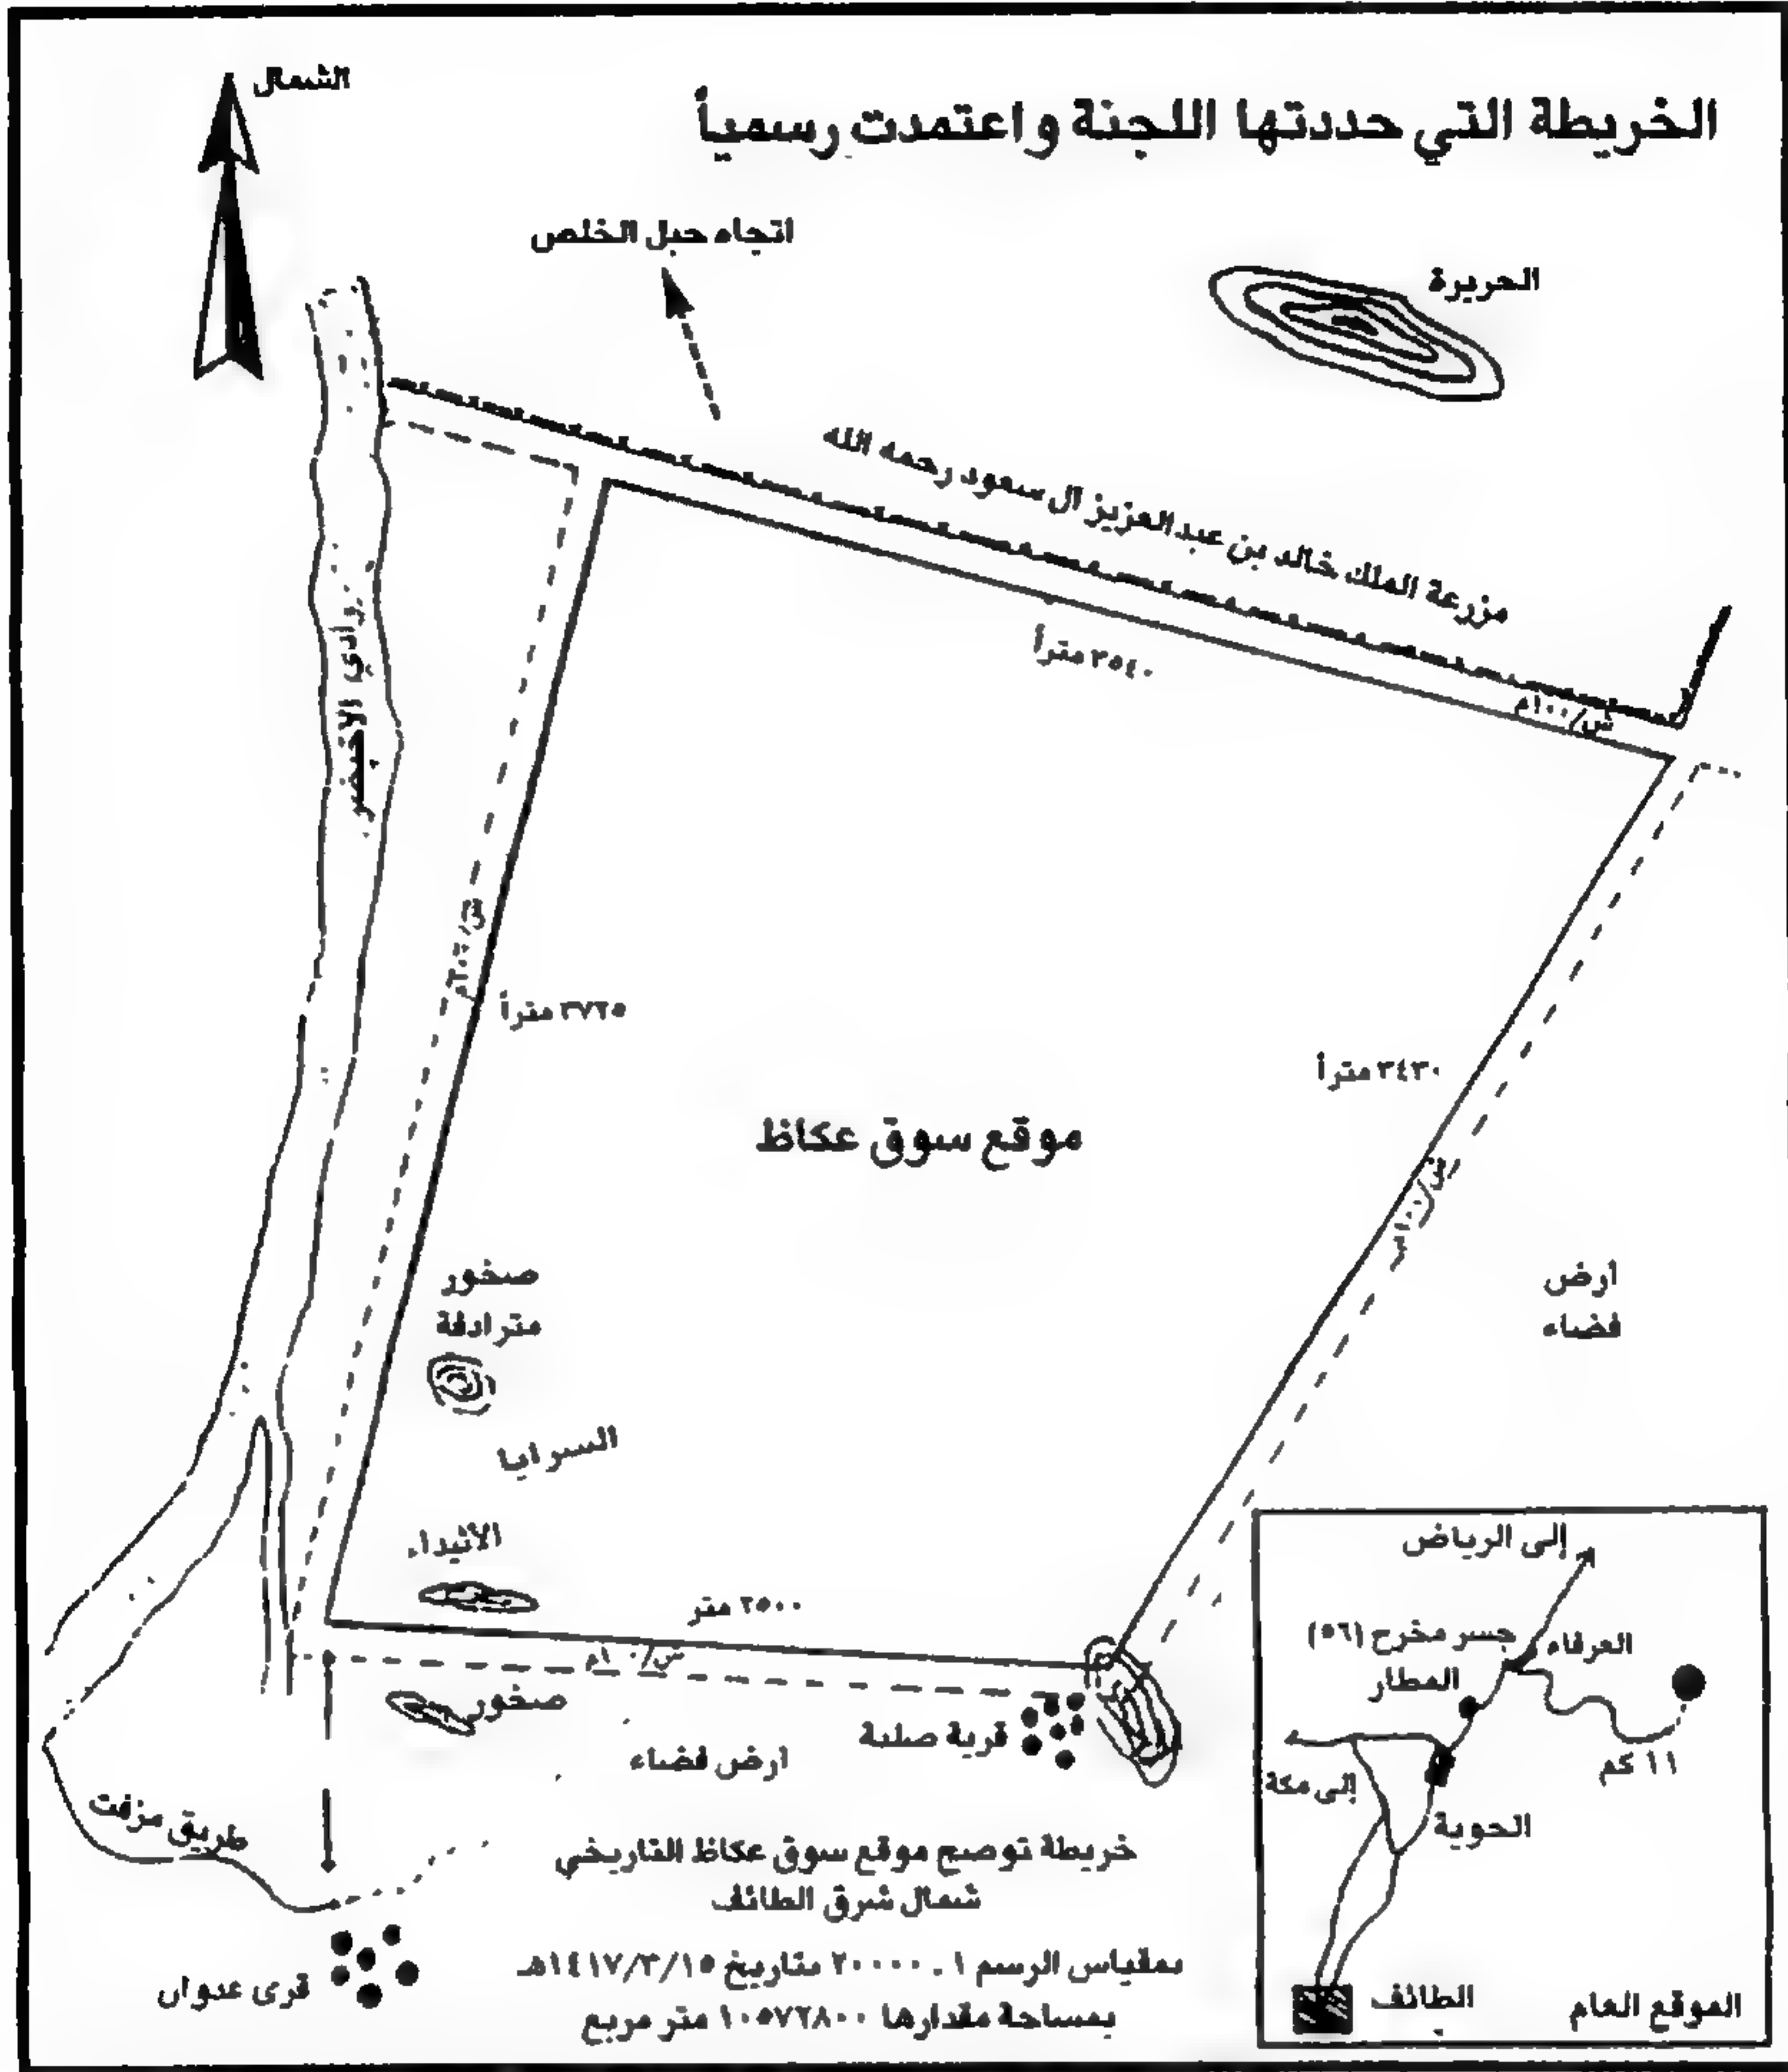 الشمال
الخريطة التي حددتها اللجنة واعتمدت رسمياً
اتجاه جبل الخلص
الحريرة
مزرعة الملك خالد بن عبدالعزيز آل سعود رحمه الله
٣٥٤٠ متراً
ش/١٠٠م
وادي الاخيضر
٣٧٢٥ متراً
٣٤٣٠ متراً
موقع سوق عكاظ
صخور
مترادفة
ارض
فضاء
السرايا
الأثيداء
٢٥٠٠ متر
صخور
قرية صلبة
ارض فضاء
طريق مزفت
قرى عدوان
خريطة توضح موقع سوق عكاظ التاريخي
شمال شرق الطائف
بمقياس الرسم ١ . ٢٠٠٠٠ بتاريخ ١٤١٧/٣/١٥هـ
بمساحة مقدارها ١٠٥٧٢٨٠٠ متر مربع
إلى الرياض
جسر مخرج (٥٦)
العرفاء
المطار
١١ كم
إلى مكة
الحوية
الطائف
الموقع العام